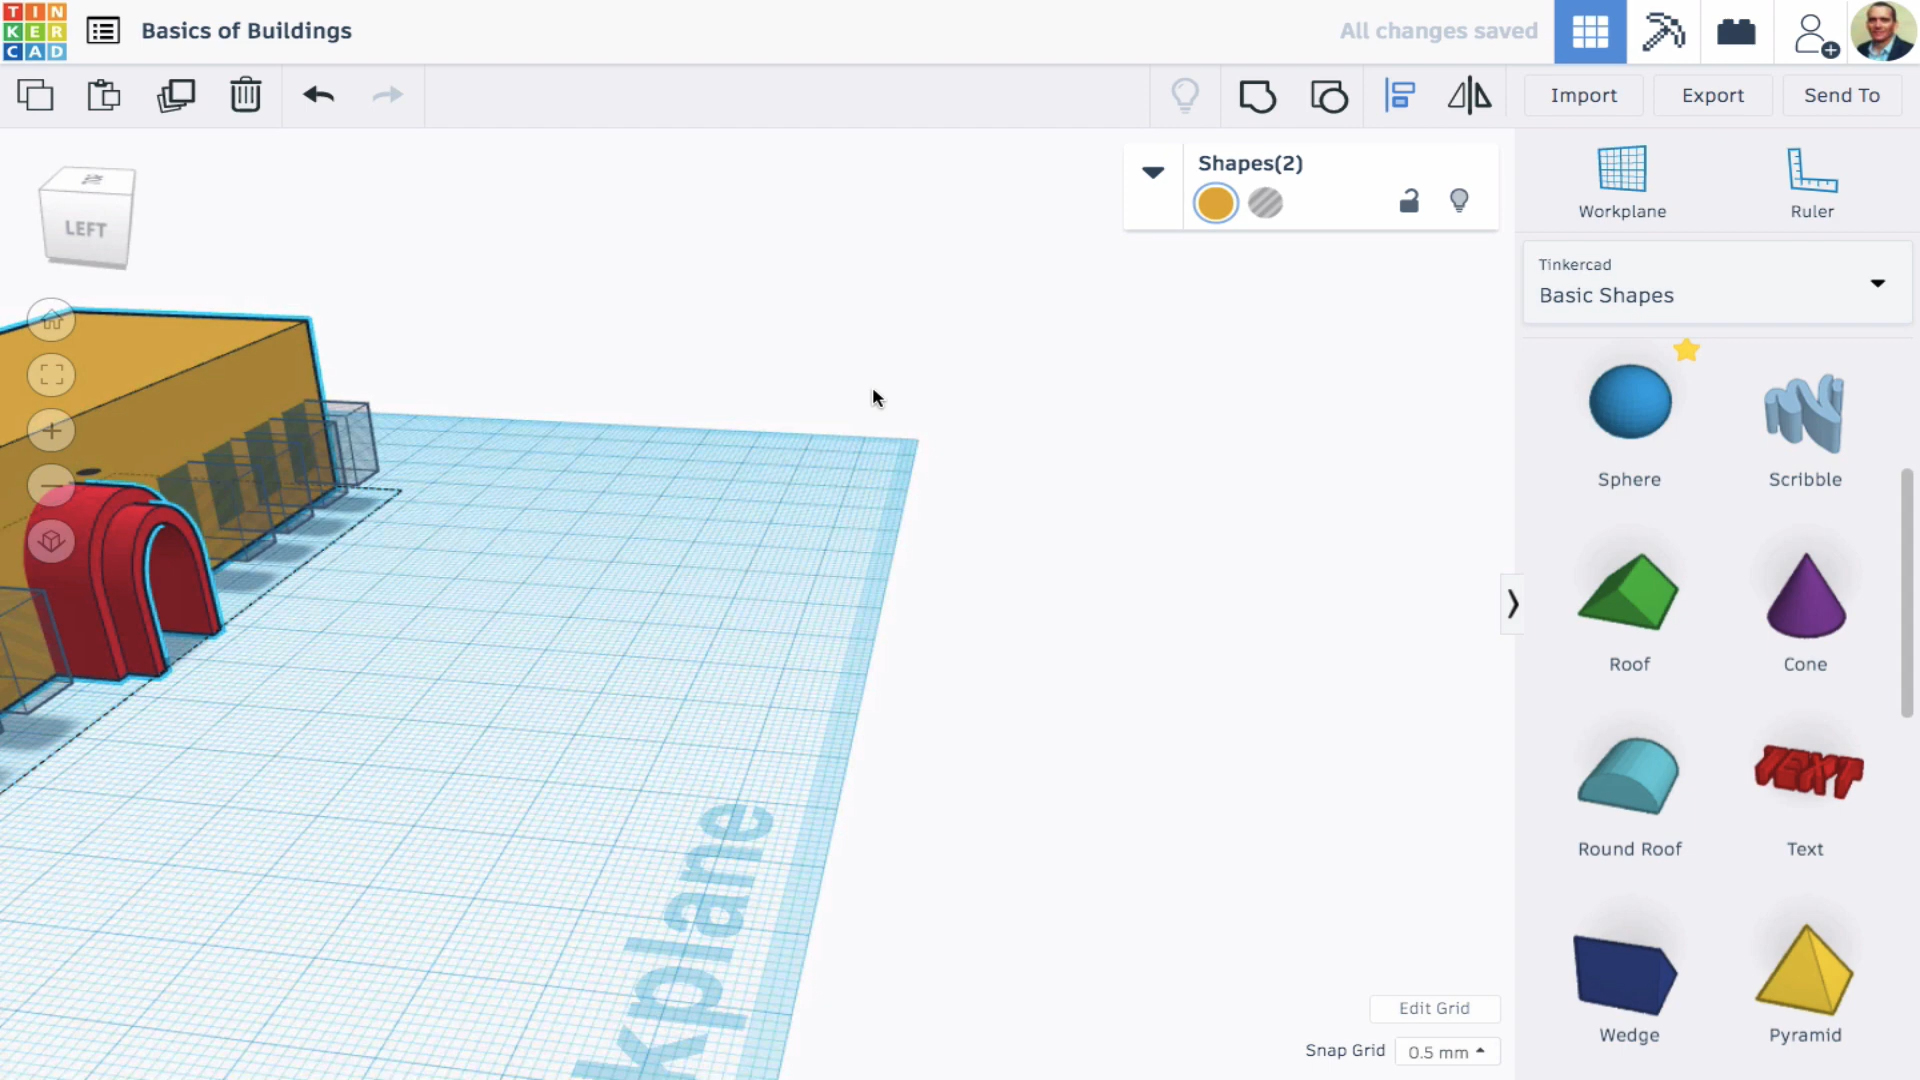 TIN
KER
CAD
Basics of Buildings
All changes saved
Import
Export
Send To
LEFT
Shapes(2)
Workplane
Ruler
Tinkercad
Basic Shapes
Sphere
Scribble
Roof
Cone
TEXT
Round Roof
Text
kplane
Wedge
Pyramid
Edit Grid
Snap Grid
0.5 mm